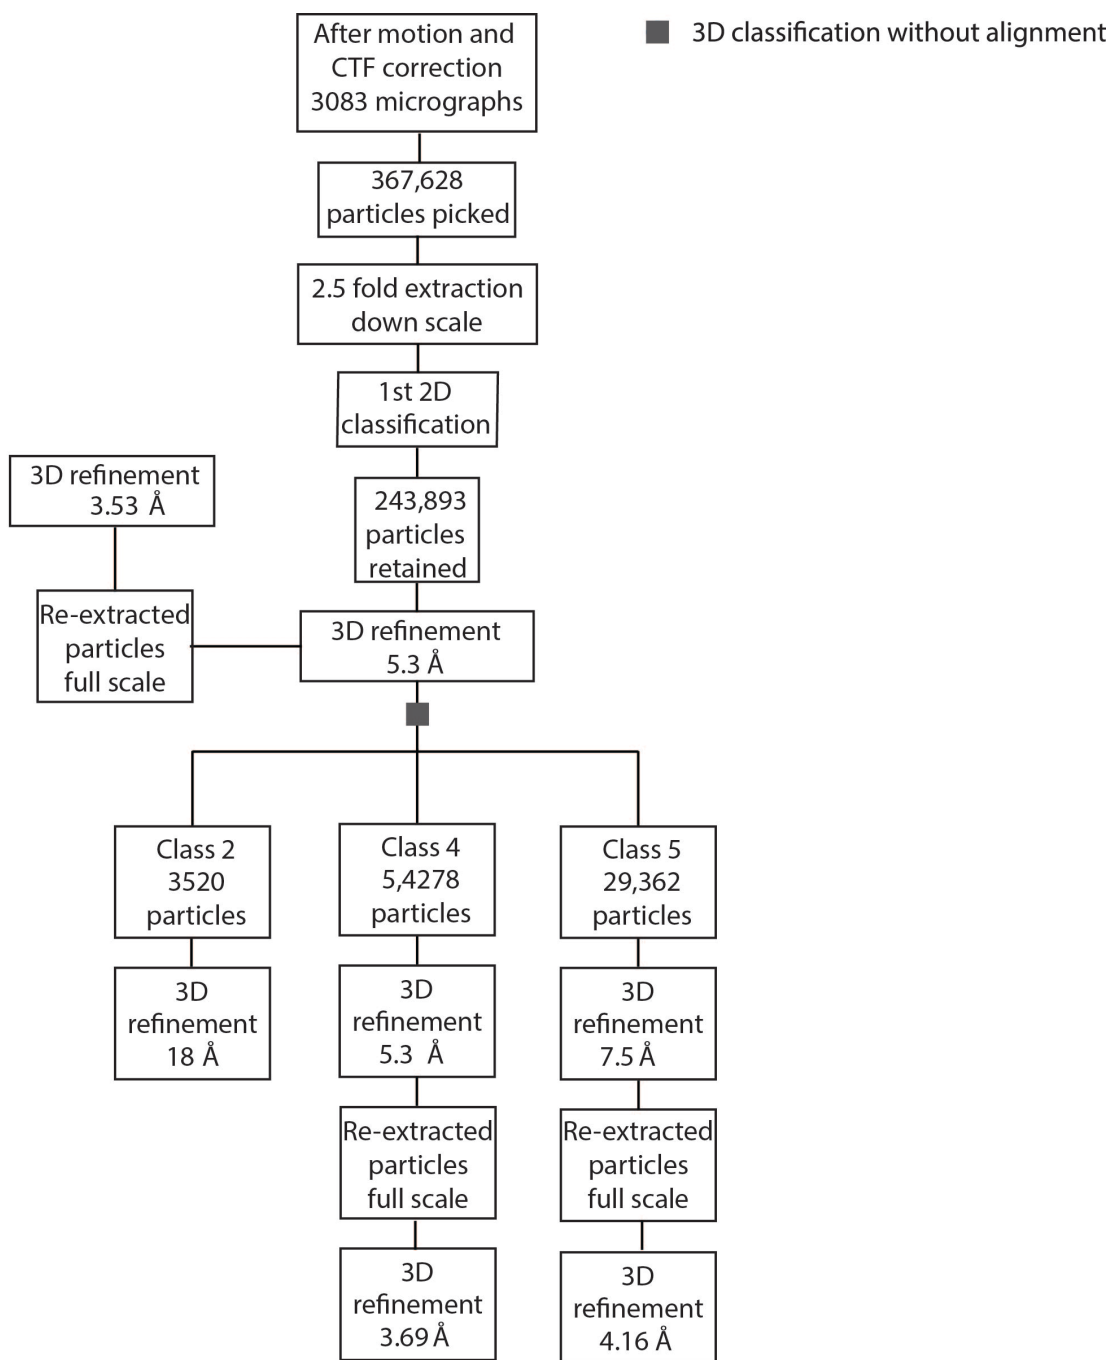 After motion and
CTF correction
3083 micrographs
3D classification without alignment
367,628
particles picked
2.5 fold extraction
down scale
1st 2D
classification
243,893
particles
retained
3D refinement
3.53 Å
Re-extracted
particles
full scale
3D refinement
5.3 Å
Class 2
3520
particles
3D
refinement
18 Å
Class 4
5,4278
particles
3D
refinement
5.3 Å
Re-extracted
particles
full scale
3D
refinement
3.69 Å
Class 5
29,362
particles
3D
refinement
7.5 Å
Re-extracted
particles
full scale
3D
refinement
4.16 Å